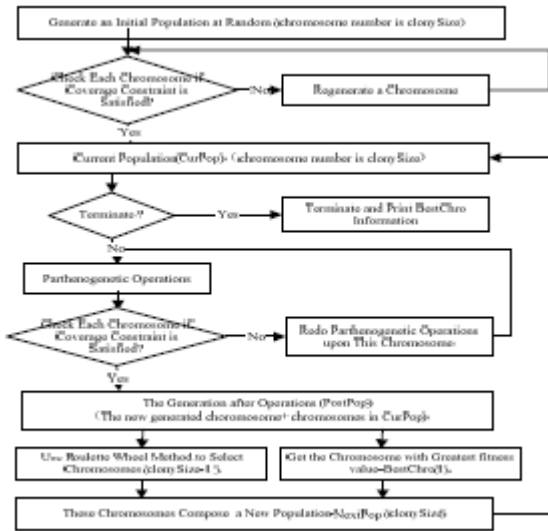 Generate an Initial Population at Random (chromosome number is clonySize)
Check Each Chromosome if
Coverage Constraint is
Satisfied?
No
Regenerate a Chromosome
Yes
Current Population(CurPop) (chromosome number is clonySize)
Terminate ?
Yes
Terminate and Print BestChro
Information
No
Parthenogenetic Operations
Check Each Chromosome if
Coverage Constraint is
Satisfied?
No
Redo Parthenogenetic Operations
upon This Chromosome
Yes
The Generation after Operations (PostPop)
(The new generated choromosome+ chromosomes in CurPop)
Use Roulette Wheel Method to Select
Chromosomes (clonySize-1).
Get the Chromosome with Greatest fitness
value-BestChro(1).
These Chromosomes Compose a New Population-NextPop (clonySize)